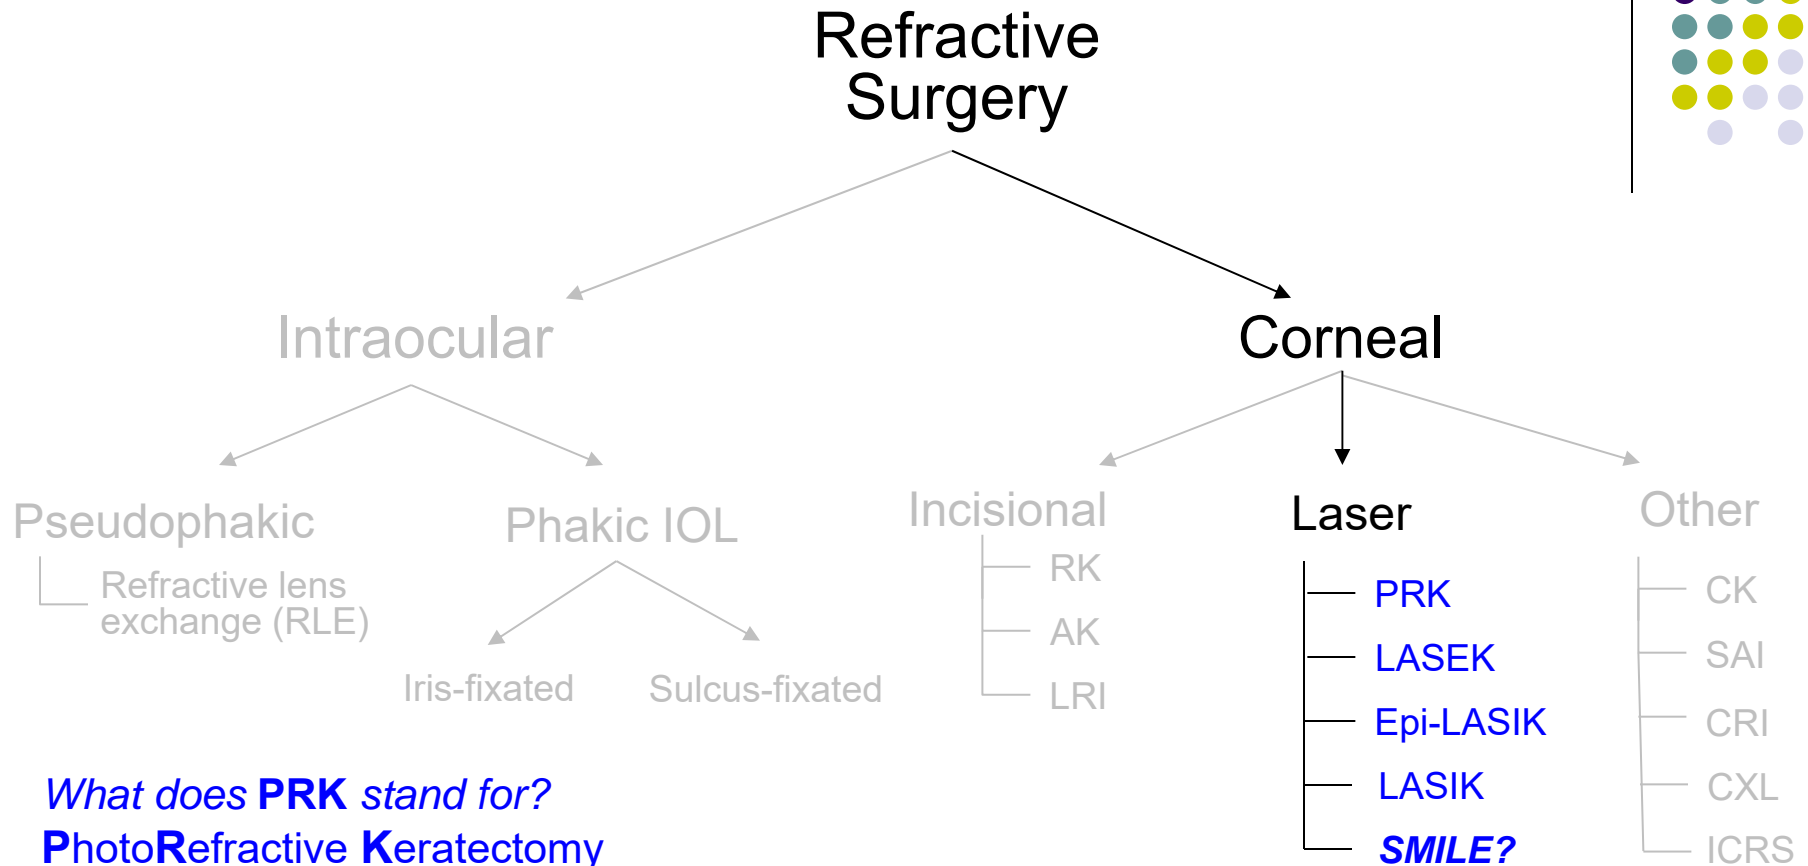 Refractive
Surgery
Intraocular
Corneal
Pseudophakic
Refractive lens
exchange (RLE)
Phakic IOL
Iris-fixated
Sulcus-fixated
Incisional
RK
AK
LRI
Laser
PRK
LASEK
Epi-LASIK
LASIK
SMILE?
Other
CK
SAI
CRI
CXL
ICRS
What does PRK stand for?
PhotoRefractive Keratectomy